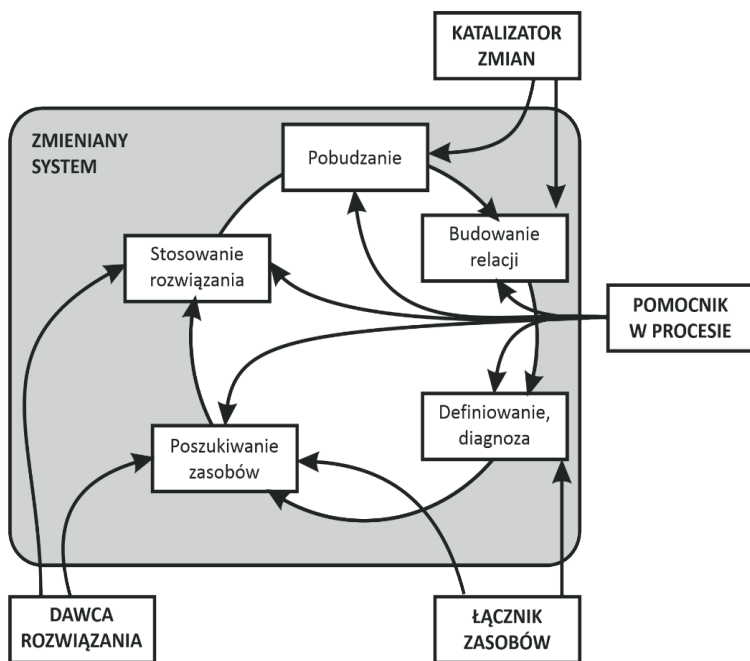 KATALIZATOR
ZMIAN
ZMIENIANY
SYSTEM
Pobudzanie
Budowanie
relacji
Stosowanie
rozwiązania
POMOCNIK
W PROCESIE
Definiowanie,
diagnoza
Poszukiwanie
zasobów
DAWCA
ROZWIĄZANIA
ŁĄCZNIK
ZASOBÓW